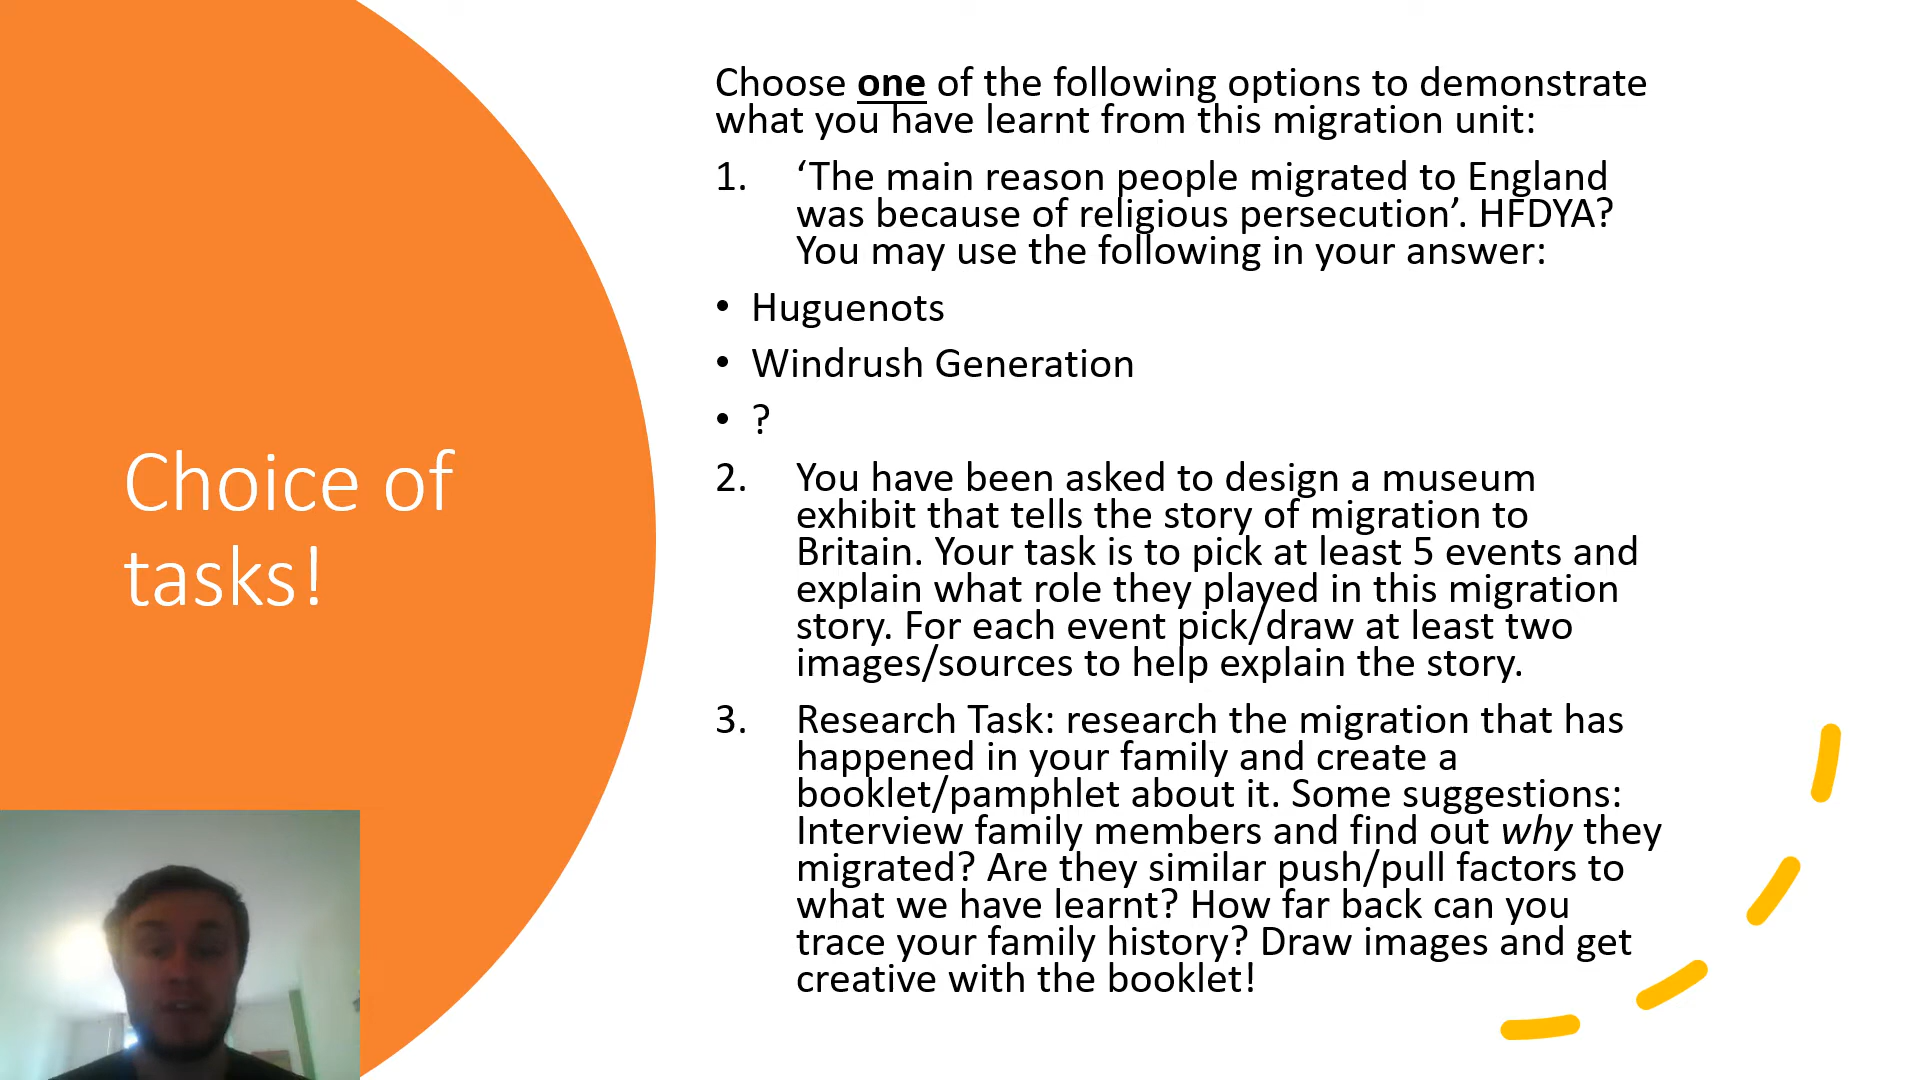 Choice of
tasks!
Choose one of the following options to demonstrate
what you have learnt from this migration unit:
1. ‘The main reason people migrated to England
was because of religious persecution’. HFDYA?
You may use the following in your answer:
• Huguenots
• Windrush Generation
• ?
2. You have been asked to design a museum
exhibit that tells the story of migration to
Britain. Your task is to pick at least 5 events and
explain what role they played in this migration
story. For each event pick/draw at least two
images/sources to help explain the story.
3. Research Task: research the migration that has
happened in your family and create a
booklet/pamphlet about it. Some suggestions:
Interview family members and find out why they
migrated? Are they similar push/pull factors to
what we have learnt? How far back can you
trace your family history? Draw images and get
creative with the booklet!